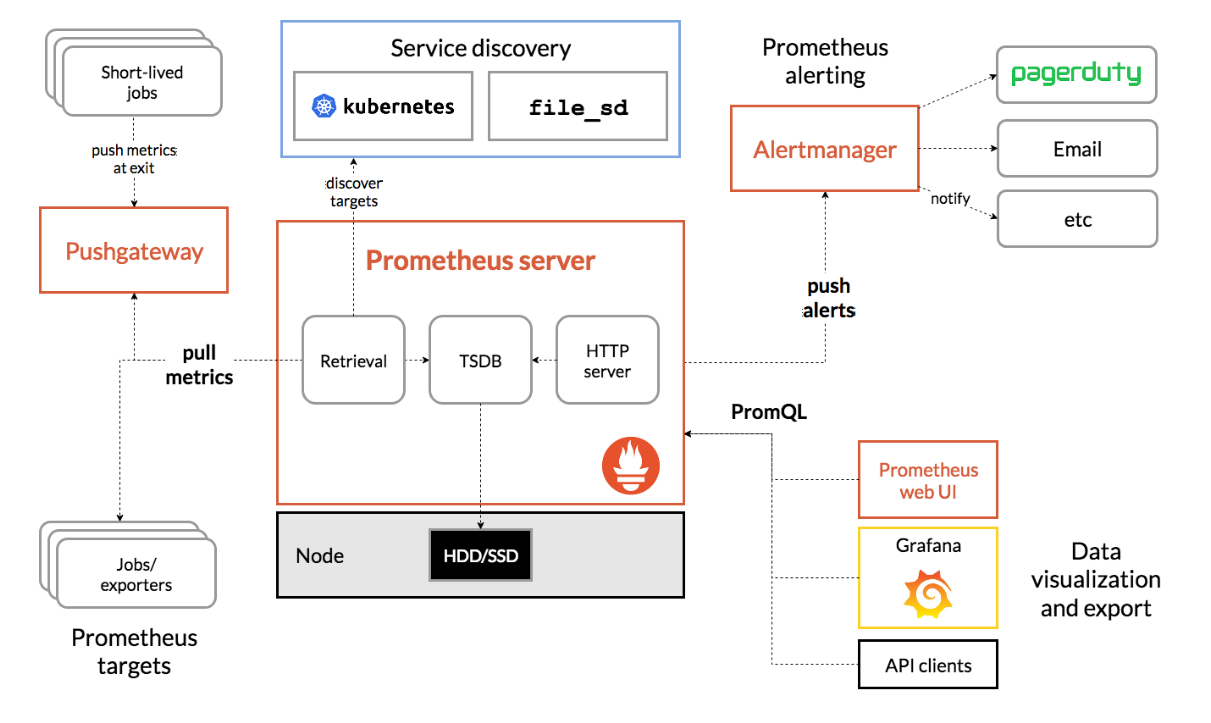 Short-lived
jobs
push metrics
at exit
Pushgateway
pull
metrics
Jobs/
exporters
Prometheus
targets
Service discovery
kubernetes
file_sd
discover
targets
Prometheus server
Retrieval
TSDB
HTTP
server
Node
HDD/SSD
Prometheus
alerting
Alertmanager
pagerduty
Email
notify
etc
push
alerts
PromQL
Prometheus
web UI
Grafana
API clients
Data
visualization
and export